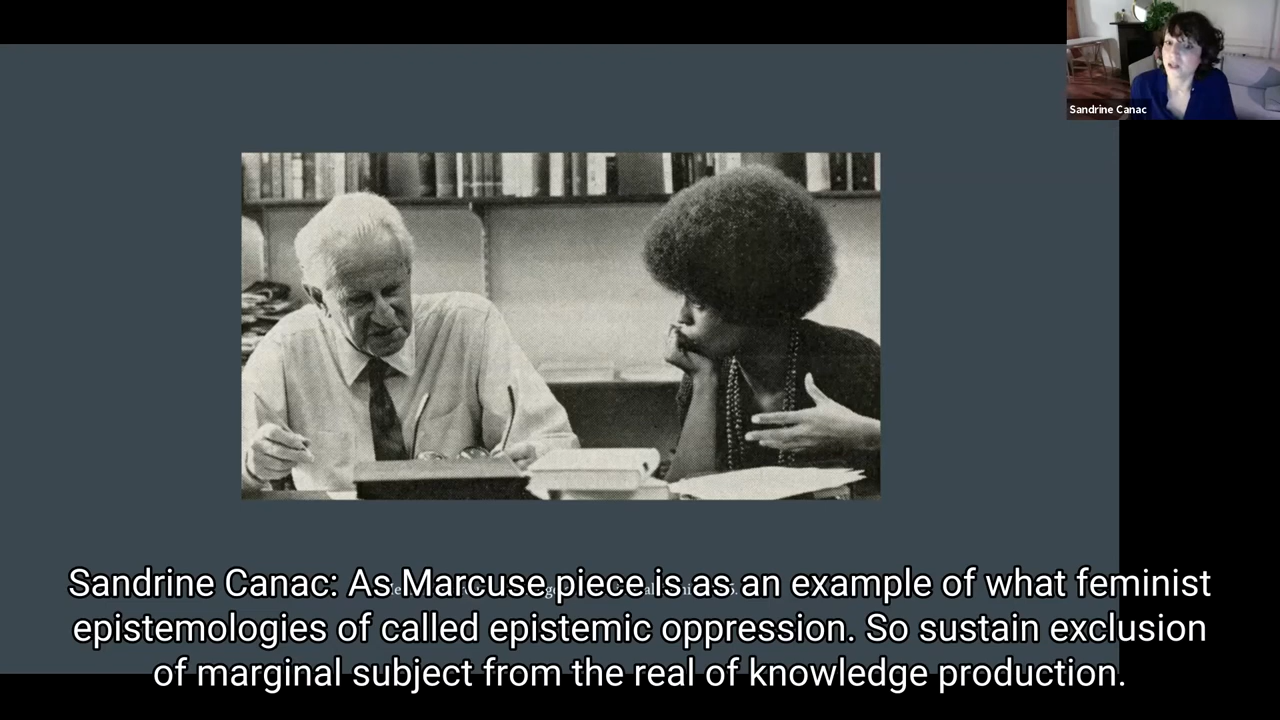 Sandrine Canac
Sandrine Canac: As Marcuse piece is as an example of what feminist
epistemologies of called epistemic oppression. So sustain exclusion
of marginal subject from the real of knowledge production.